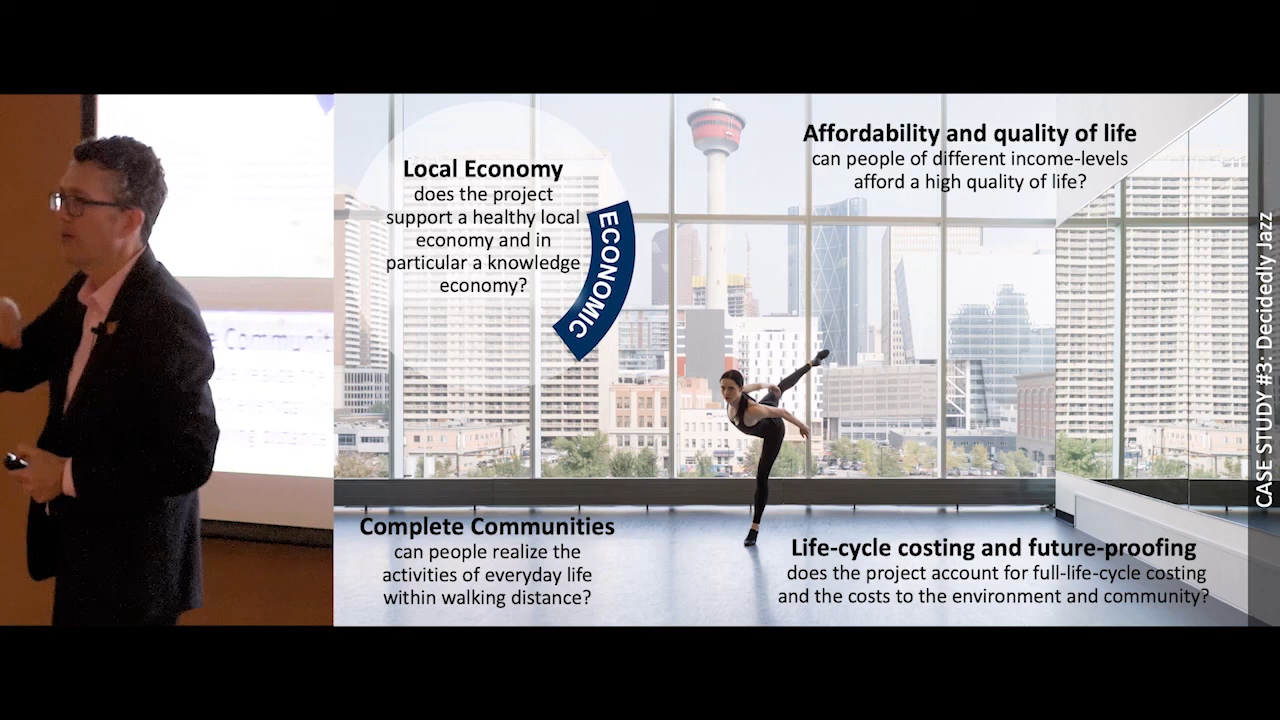 Local Economy
does the project
support a healthy local
economy and in
particular a knowledge
economy?
ECONOMIC
Affordability and quality of life
can people of different income-levels
afford a high quality of life?
Complete Communities
can people realize the
activities of everyday life
within walking distance?
Life-cycle costing and future-proofing
does the project account for full-life-cycle costing
and the costs to the environment and community?
CASE STUDY #3: Decidedly Jazz